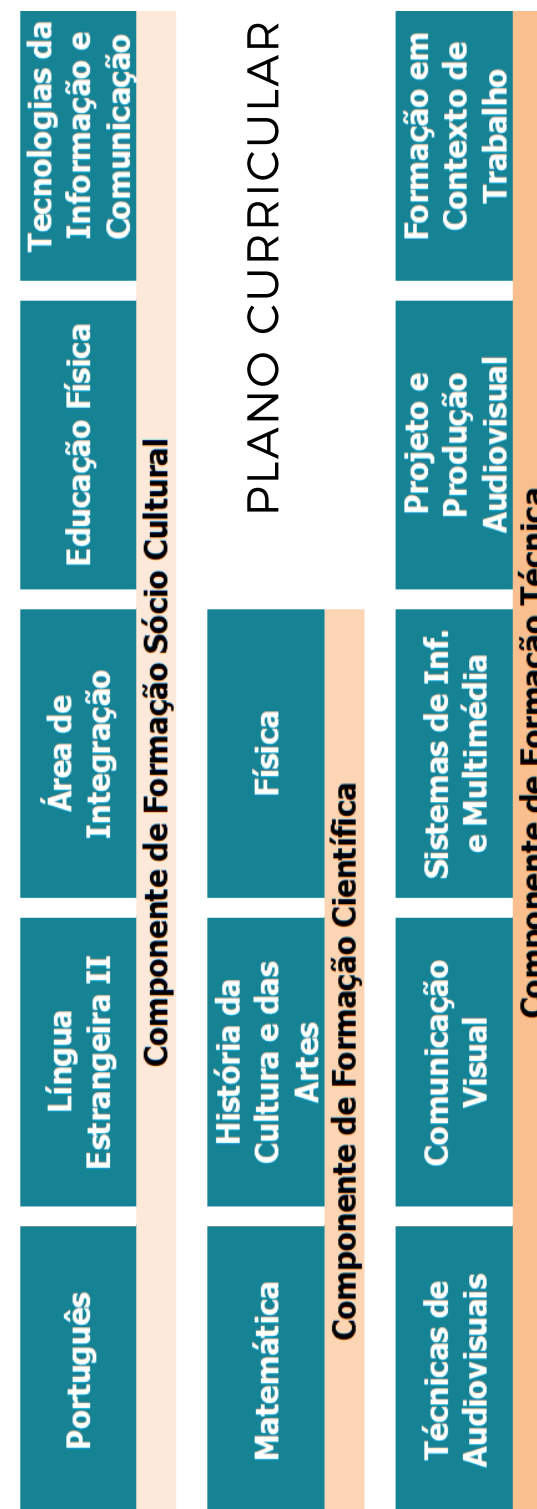 PLANO CURRICULAR
Português
Língua
Estrangeira II
Área de
Integração
Educação Física
Tecnologias da
Informação e
Comunicação
Componente de Formação Sócio Cultural
Matemática
História da
Cultura e das
Artes
Física
Componente de Formação Científica
Técnicas de
Audiovisuais
Comunicação
Visual
Sistemas de Inf.
e Multimédia
Projeto e
Produção
Audiovisual
Formação em
Contexto de
Trabalho
Componente de Formação Técnica